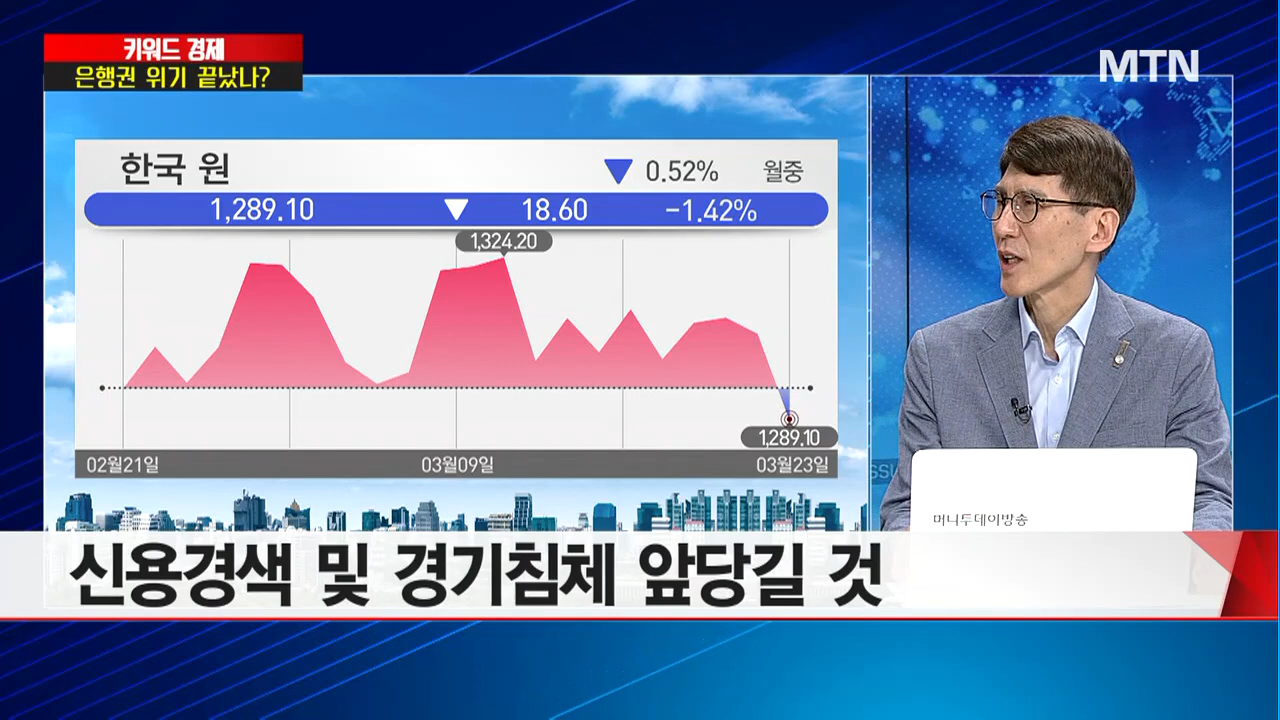 키워드 경제
은행권 위기 끝났나?
MTN
한국 원
▼ 0.52% 월중
1,289.10 ▼ 18.60 -1.42%
1,324.20
1,289.10
02월21일 03월09일 03월23일
머니투데이방송
신용경색 및 경기침체 앞당길 것